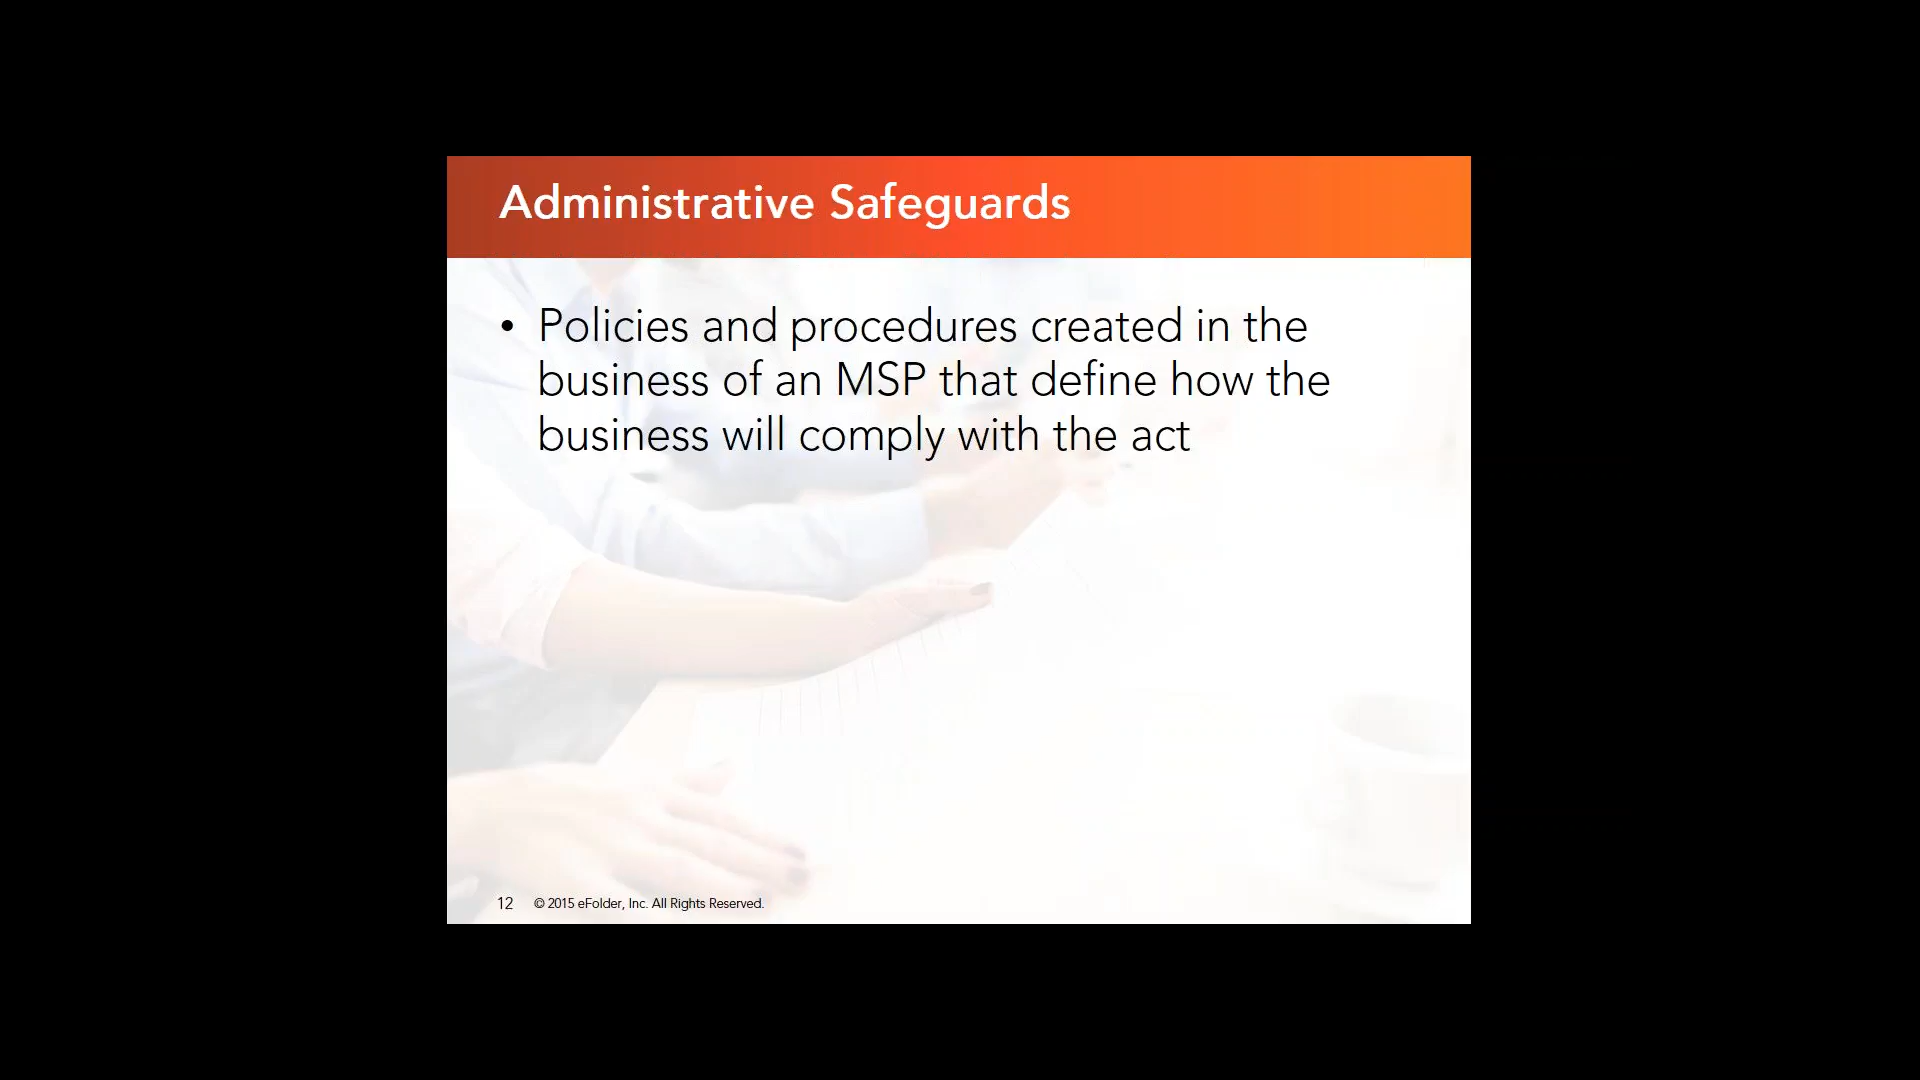 Administrative Safeguards
• Policies and procedures created in the
business of an MSP that define how the
business will comply with the act
12 © 2015 eFolder, Inc. All Rights Reserved.